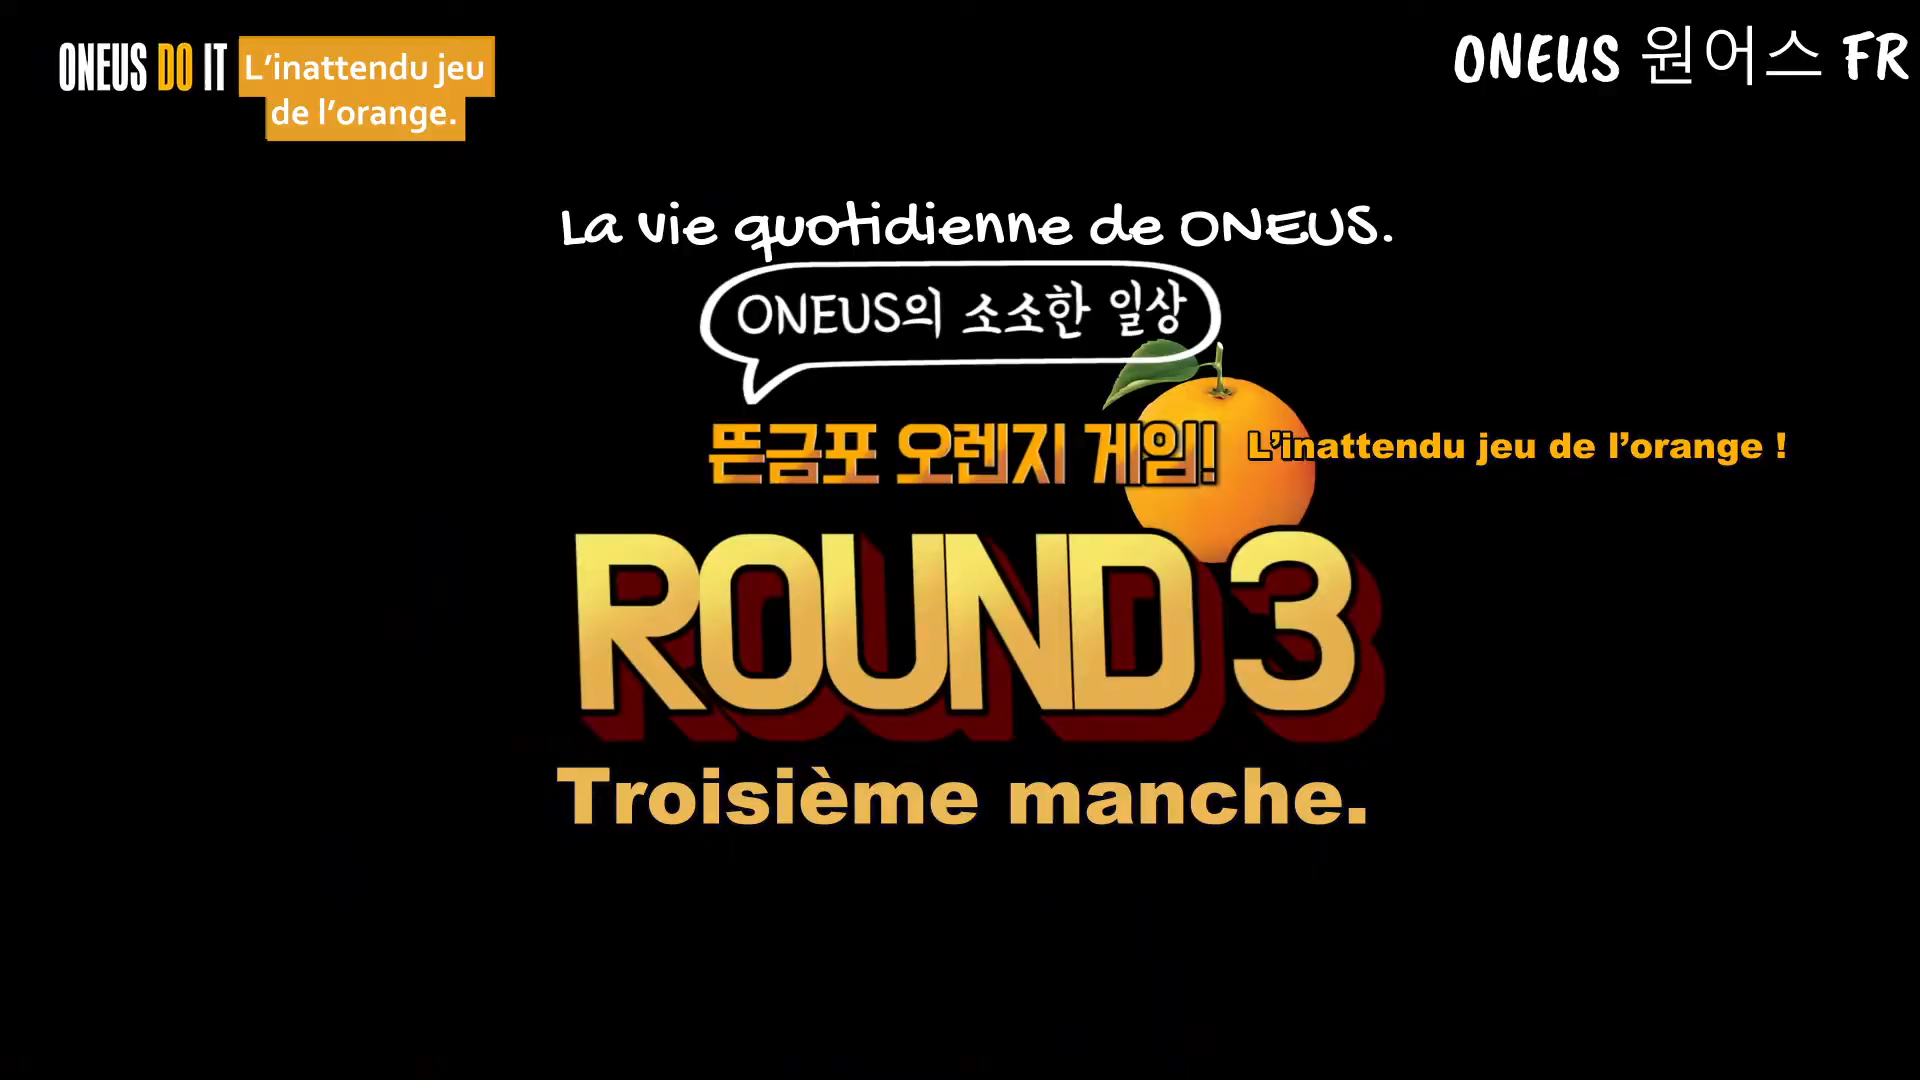 ONEUS DO IT
L’inattendu jeu
de l’orange.
ONEUS 원어스 FR
La vie quotidienne de ONEUS.
ONEUS의 소소한 일상
뜬금포 오렌지 게임!
L’inattendu jeu de l’orange !
ROUND 3
Troisième manche.